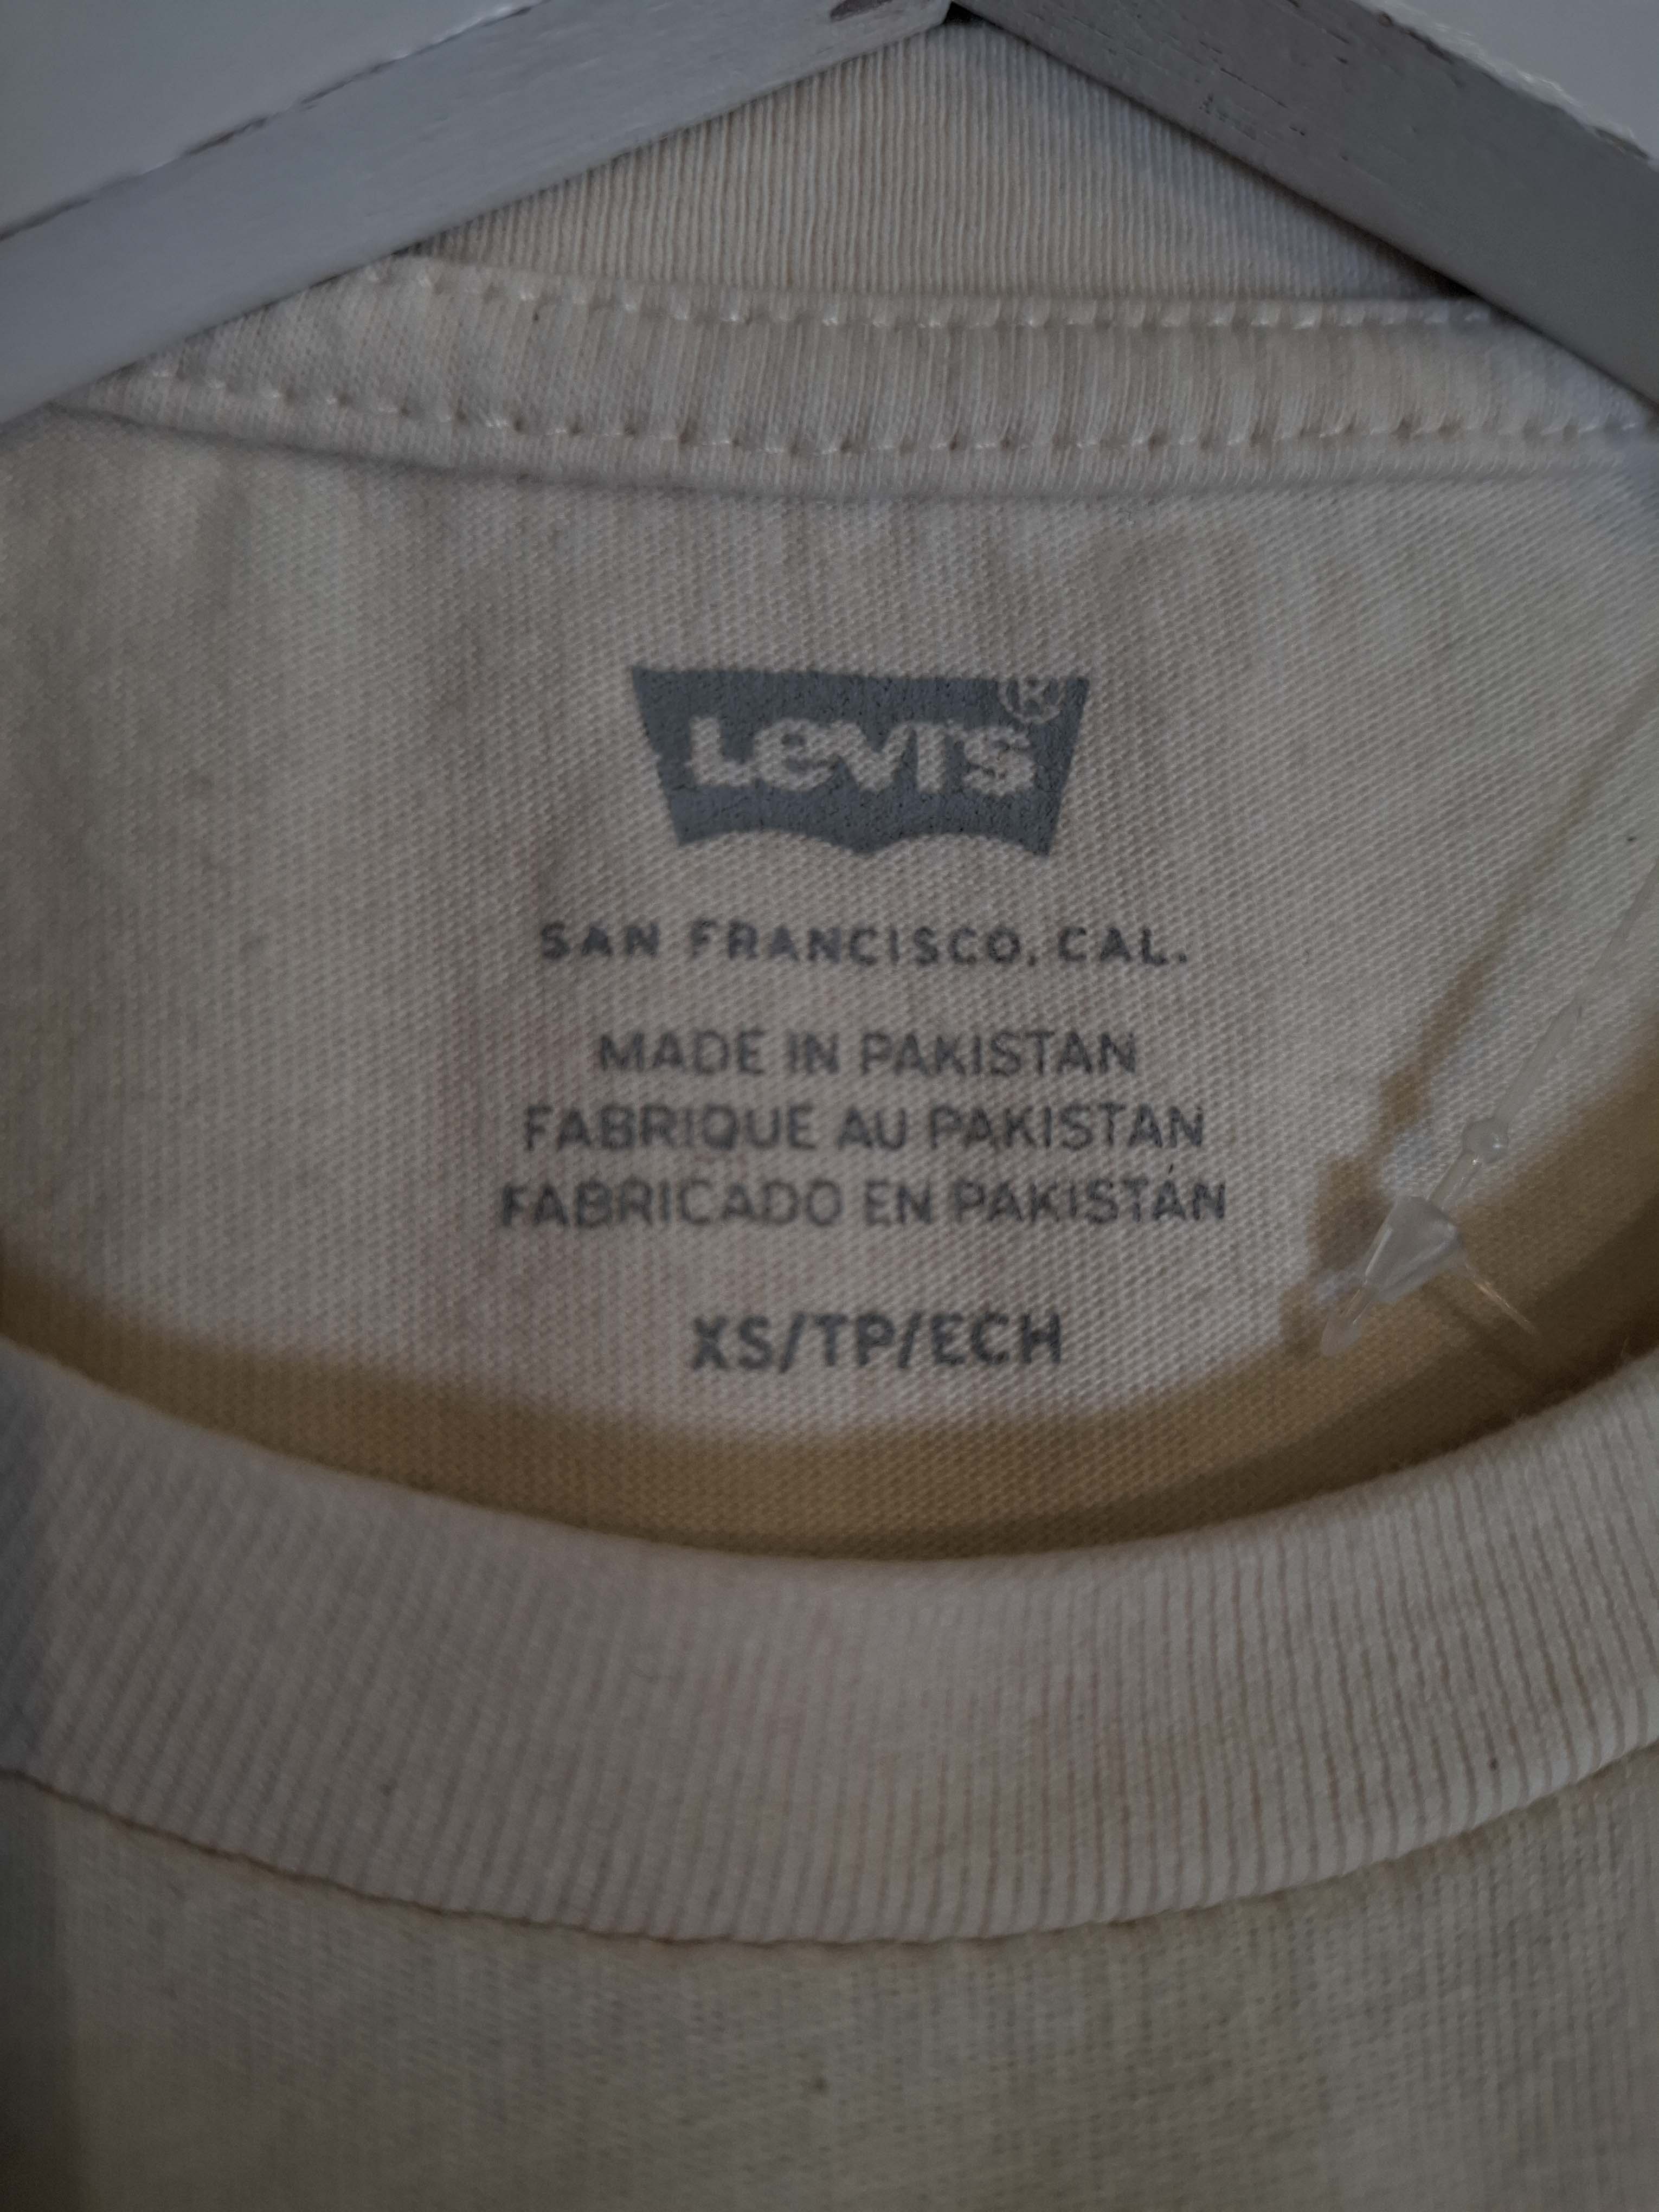 Levi's®
SAN FRANCISCO, CAL.
MADE IN PAKISTAN
FABRIQUE AU PAKISTAN
FABRICADO EN PAKISTÁN
XS/TP/ECH